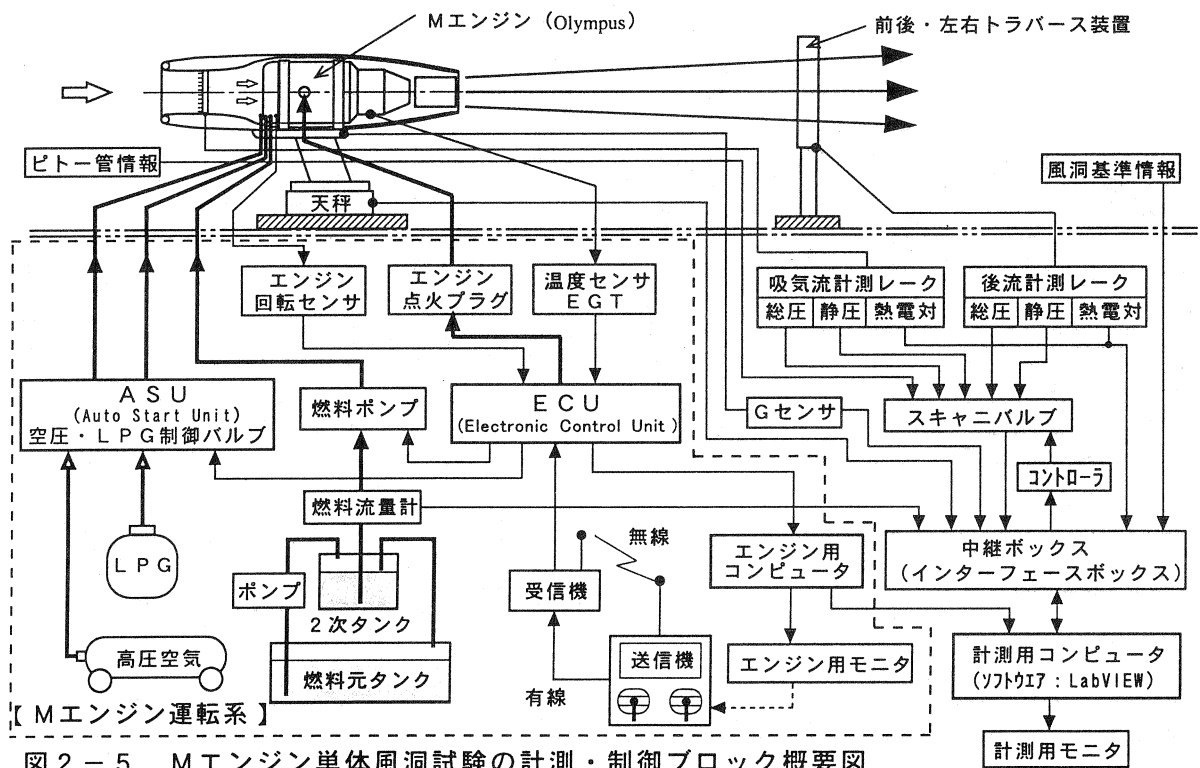 Mエンジン（Olympus）
前後・左右トラバース装置
ピトー管情報
風洞基準情報
天秤
エンジン
回転センサ
エンジン
点火プラグ
温度センサ
EGT
吸気流計測レーク
総圧 静圧 熱電対
後流計測レーク
総圧 静圧 熱電対
ASU
(Auto Start Unit)
空圧・LPG制御バルブ
燃料ポンプ
ECU
(Electronic Control Unit)
Gセンサ
スキャニバルブ
コントローラ
燃料流量計
LPG
ポンプ
2次タンク
無線
受信機
エンジン用
コンピュータ
中継ボックス
(インターフェースボックス)
高圧空気
燃料元タンク
送信機
有線
エンジン用モニタ
計測用コンピュータ
(ソフトウエア：LabVIEW)
【Mエンジン運転系】
計測用モニタ
図2－5 Mエンジン単体風洞試験の計測・制御ブロック概要図